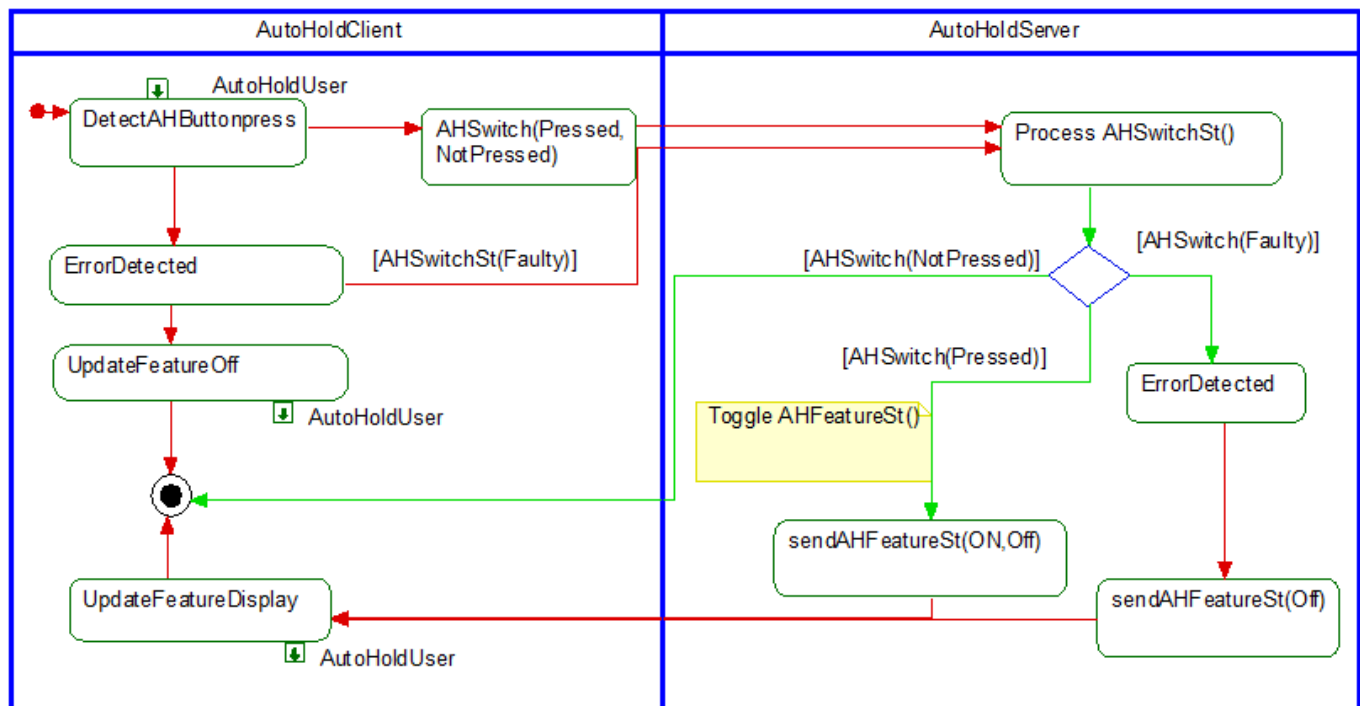 AutoHoldClient
AutoHoldServer
AutoHoldUser
DetectAHButtonpress
AHSwitch(Pressed,
NotPressed)
Process AHSwitchSt()
ErrorDetected
[AHSwitchSt(Faulty)]
[AHSwitch(NotPressed)]
[AHSwitch(Faulty)]
UpdateFeatureOff
AutoHoldUser
[AHSwitch(Pressed)]
ErrorDetected
Toggle AHFeatureSt()
sendAHFeatureSt(ON,Off)
UpdateFeatureDisplay
AutoHoldUser
sendAHFeatureSt(Off)